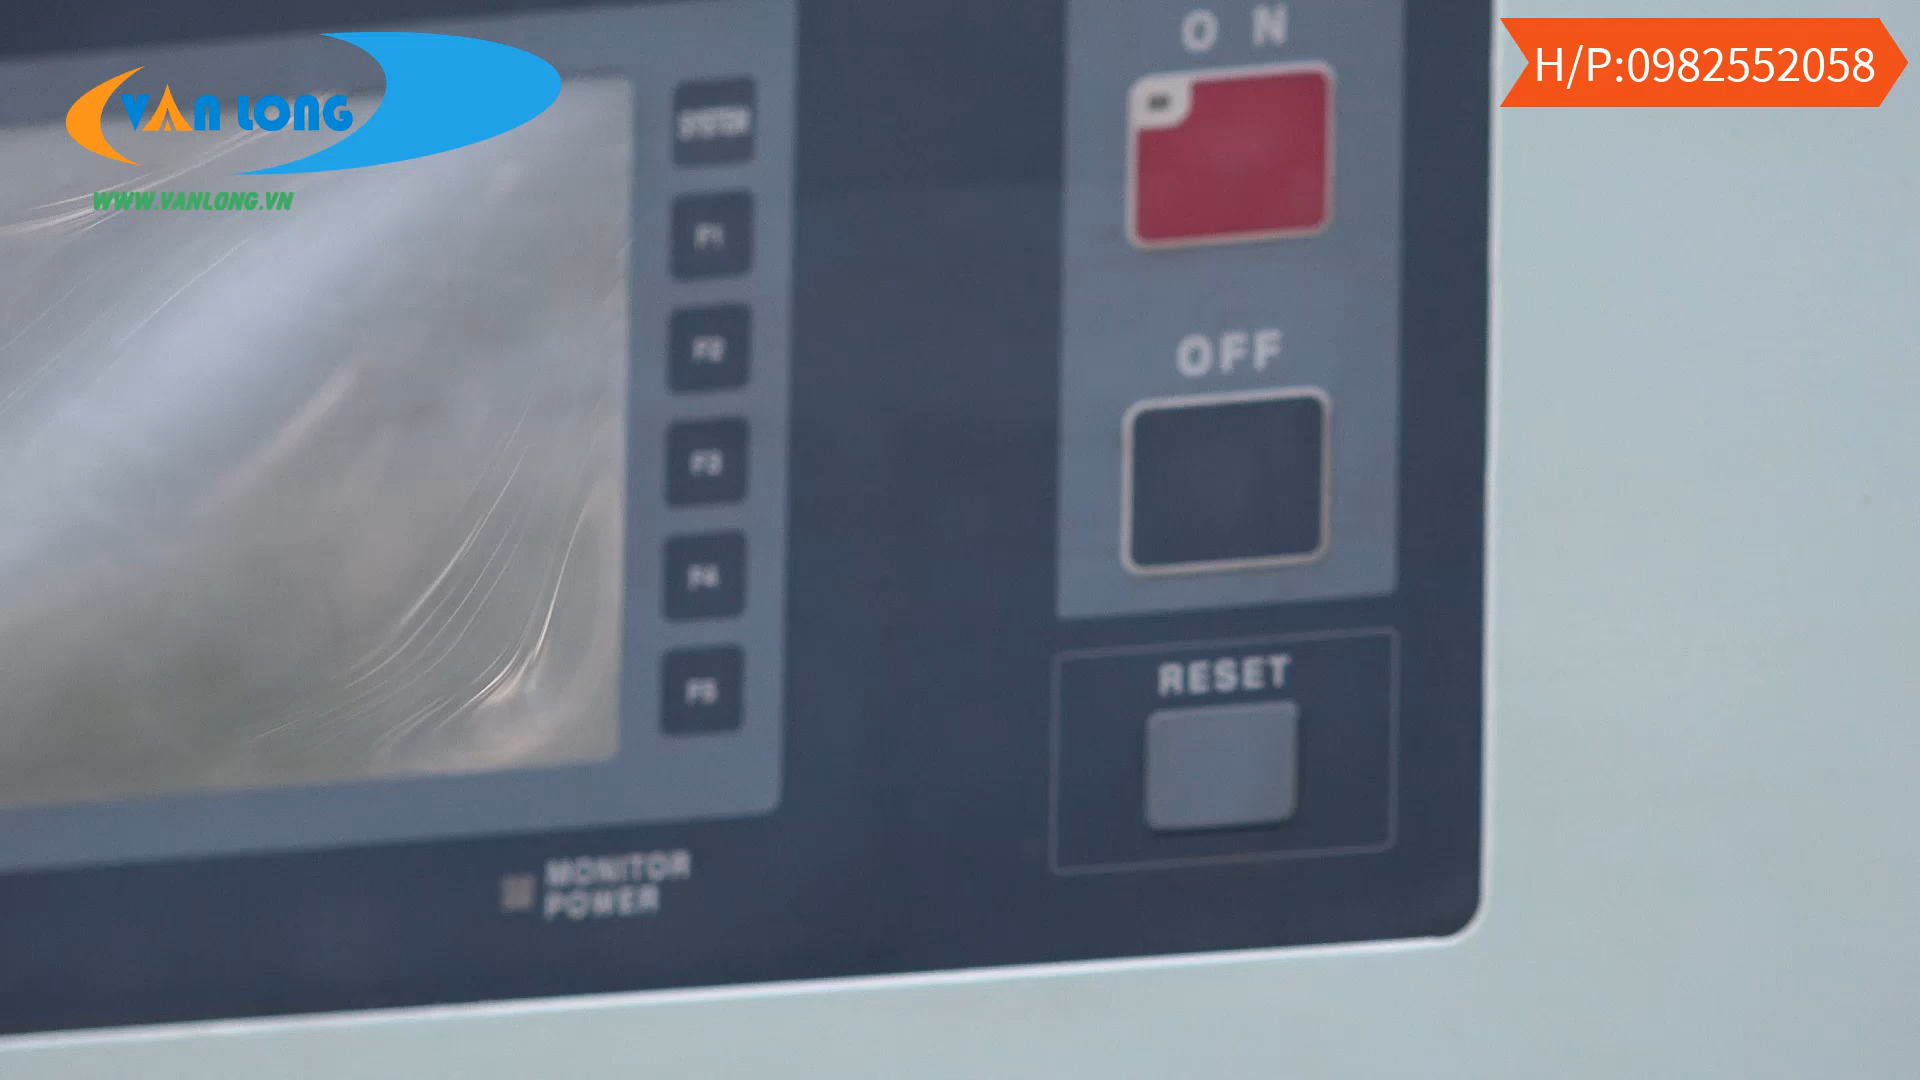 VAN LONG
WWW.VANLONG.VN
H/P:0982552058
SYSTEM
F1
F2
F3
F4
F5
ON
OFF
RESET
MONITOR
POWER